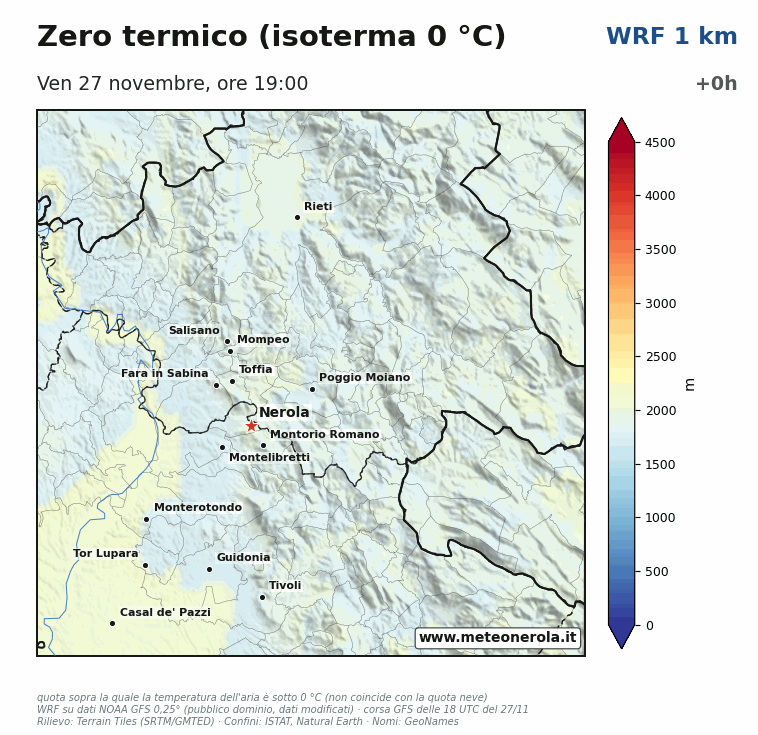 Zero termico (isoterma 0 °C)
WRF 1 km
Ven 27 novembre, ore 19:00
+0h
4500
4000
3500
3000
2500
2000
1500
1000
500
0
m
Rieti
Salisano
Mompeo
Fara in Sabina
Toffia
Poggio Moiano
Nerola
Montorio Romano
Montelibretti
Monterotondo
Tor Lupara
Guidonia
Tivoli
Casal de' Pazzi
www.meteonerola.it
quota sopra la quale la temperatura dell'aria è sotto 0 °C (non coincide con la quota neve)
WRF su dati NOAA GFS 0,25° (pubblico dominio, dati modificati) · corsa GFS delle 18 UTC del 27/11
Rilievo: Terrain Tiles (SRTM/GMTED) · Confini: ISTAT, Natural Earth · Nomi: GeoNames